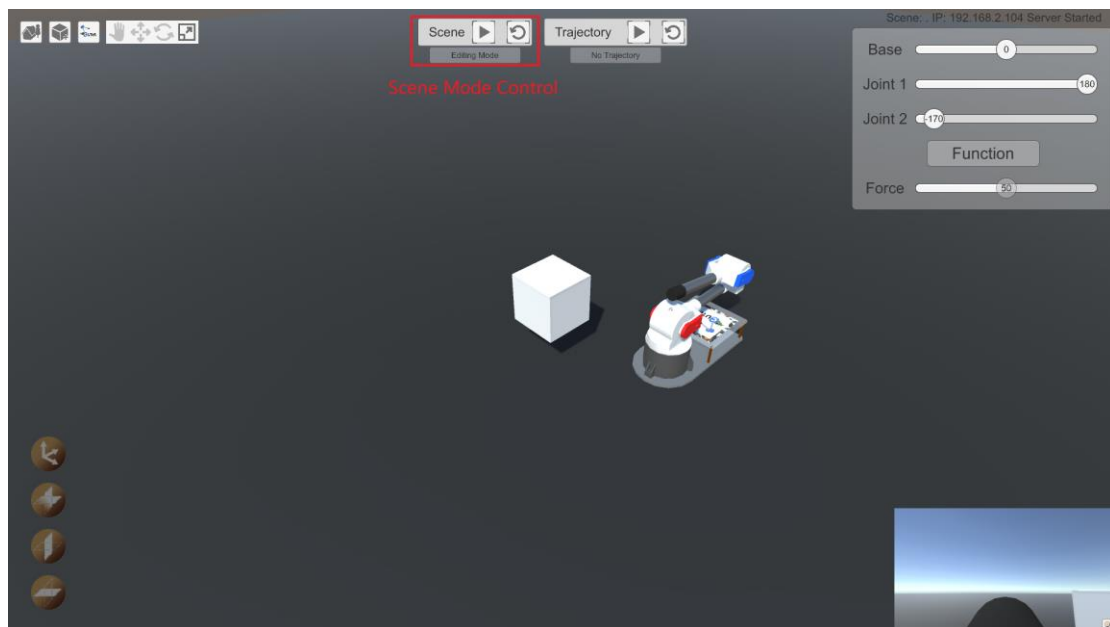 Scene: . IP: 192.168.2.104 Server Started
Scene
Trajectory
Editing Mode
No Trajectory
Scene Mode Control
Base 0
Joint 1 180
Joint 2 -170
Function
Force 50